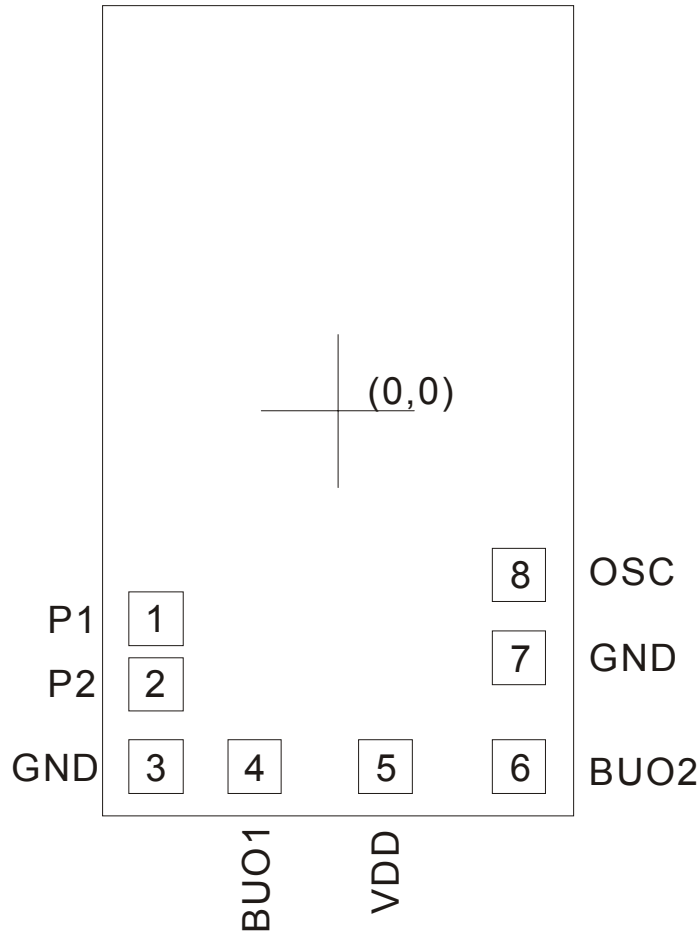 (0,0)
8 OSC
P1 1
7 GND
P2 2
GND 3 4 5 6 BUO2
BUO1
VDD